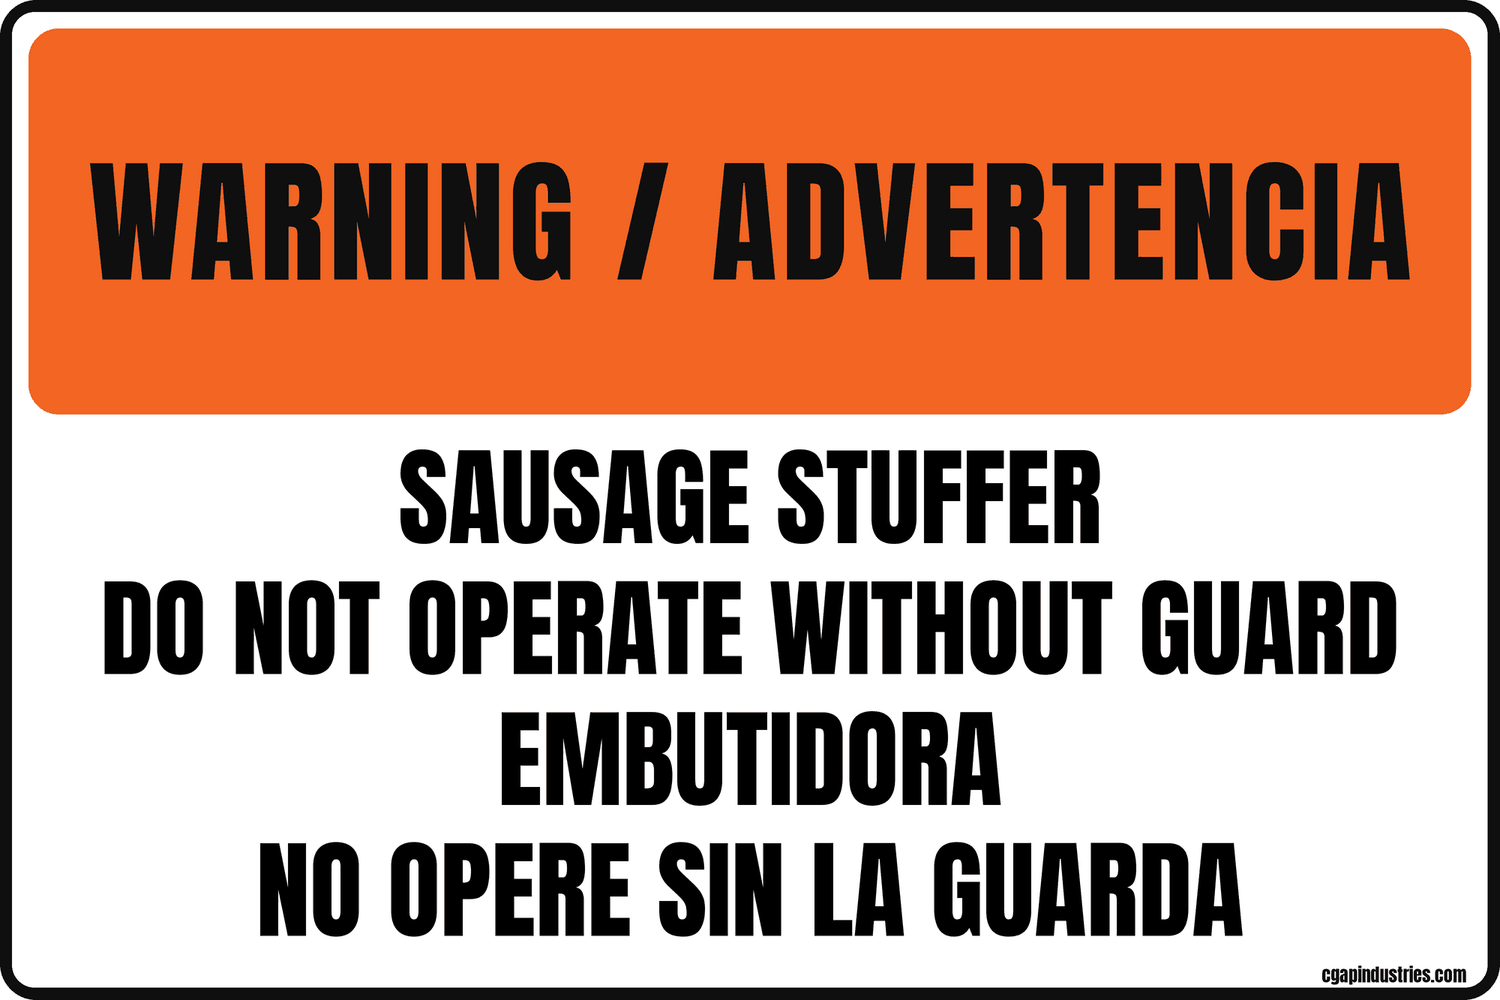 WARNING / ADVERTENCIA
SAUSAGE STUFFER
DO NOT OPERATE WITHOUT GUARD
EMBUTIDORA
NO OPERE SIN LA GUARDA
cgapindustries.com